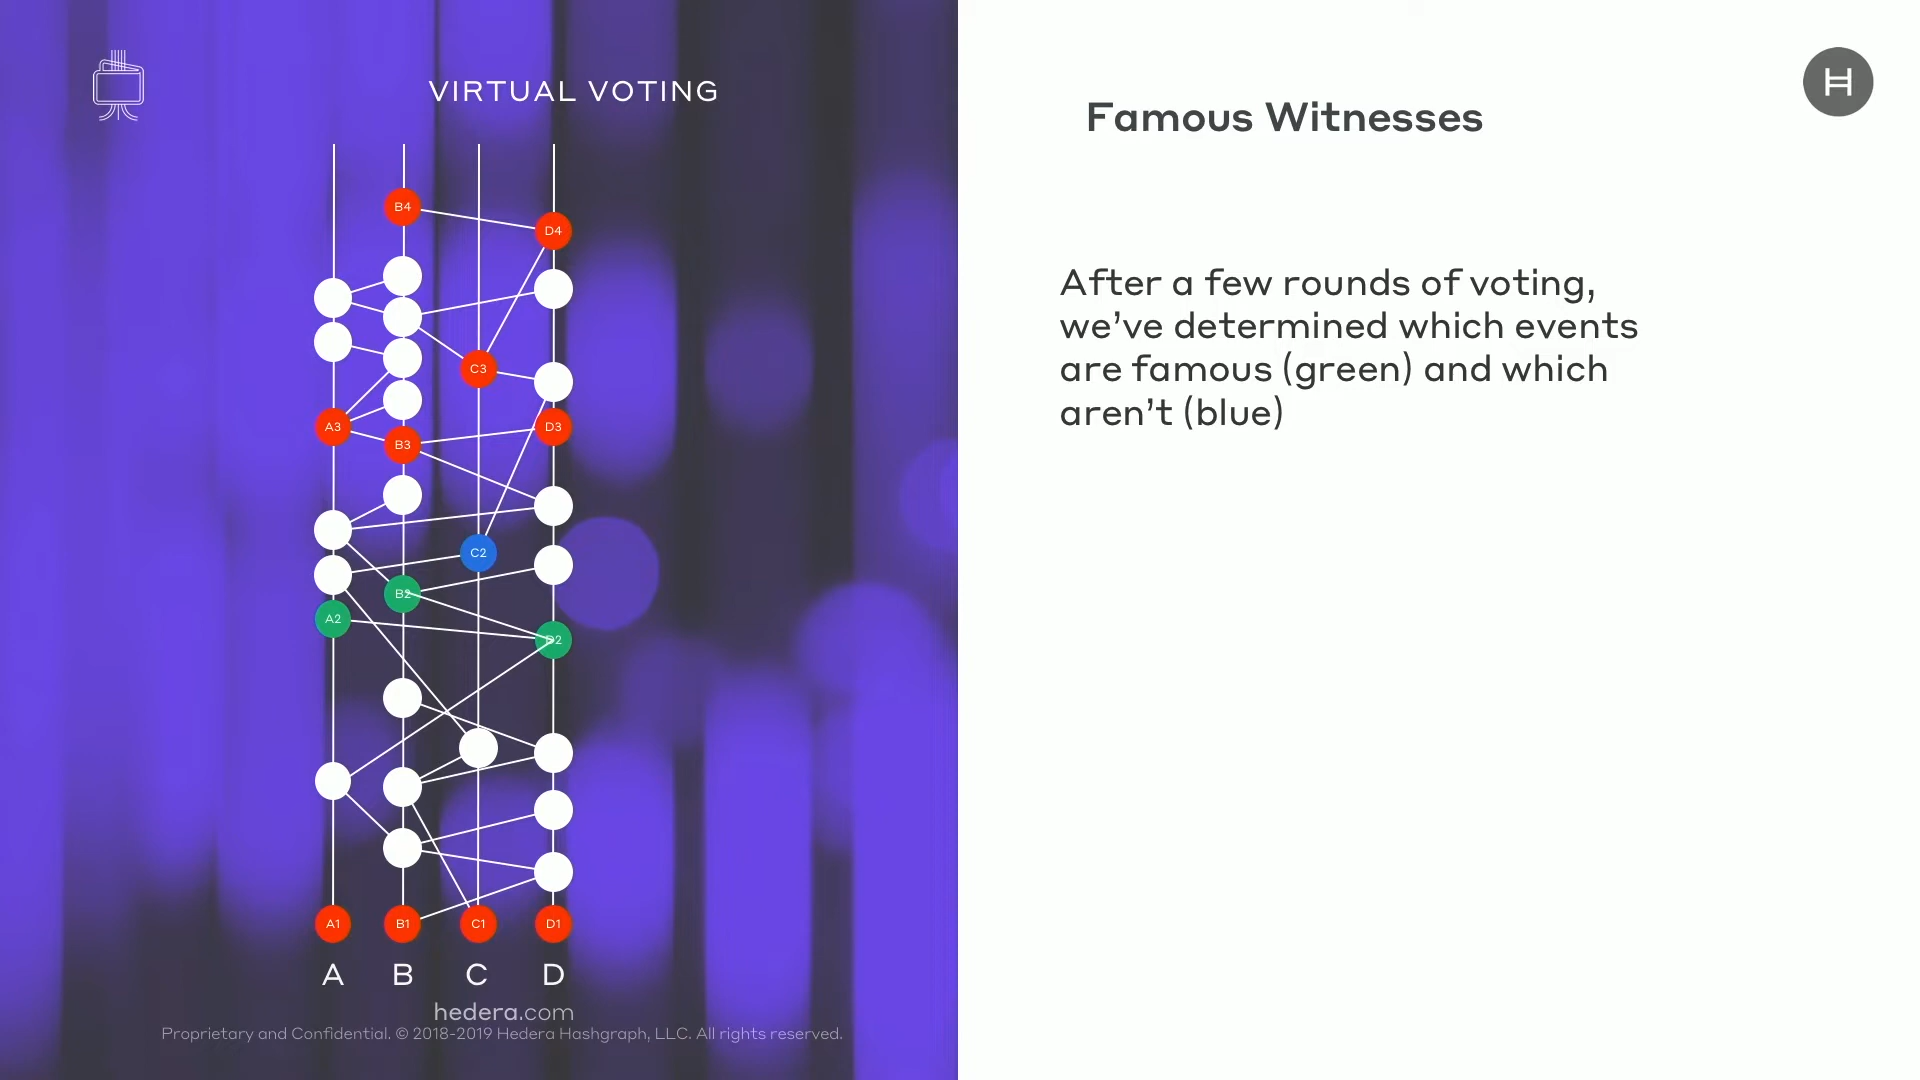 VIRTUAL VOTING
B4
D4
C3
A3
B3
D3
C2
B2
A2
D2
A1
B1
C1
D1
A
B
C
D
hedera.com
Proprietary and Confidential. © 2018-2019 Hedera Hashgraph, LLC. All rights reserved.
Famous Witnesses
After a few rounds of voting,
we’ve determined which events
are famous (green) and which
aren’t (blue)